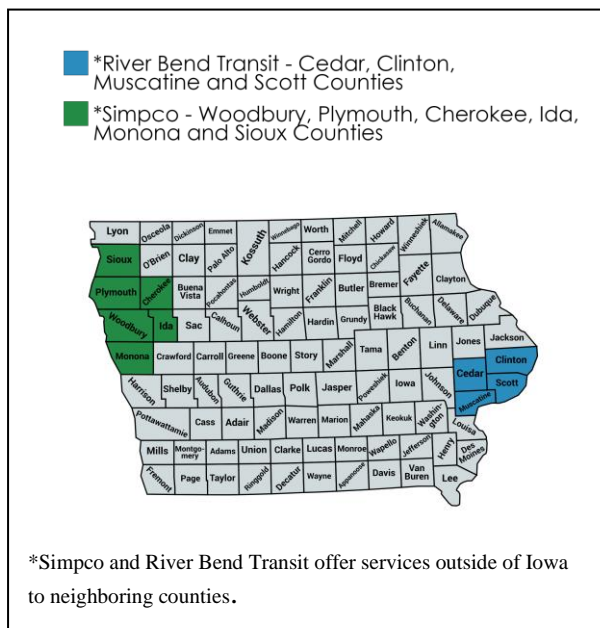 *River Bend Transit - Cedar, Clinton,
Muscatine and Scott Counties
*Simpco - Woodbury, Plymouth, Cherokee, Ida,
Monona and Sioux Counties
Lyon Osceola Dickinson Emmet Kossuth Winnebago Worth Mitchell Howard Winneshiek Allamakee
Sioux O'Brien Clay Palo Alto Hancock Cerro Gordo Floyd Chickasaw Fayette Clayton
Plymouth Cherokee Buena Vista Pocahontas Humboldt Wright Franklin Butler Bremer
Woodbury Ida Sac Calhoun Webster Hamilton Hardin Grundy Black Hawk Buchanan Delaware Dubuque
Monona Crawford Carroll Greene Boone Story Marshall Tama Benton Linn Jones Jackson
Harrison Shelby Audubon Guthrie Dallas Polk Jasper Poweshiek Iowa Johnson Cedar Clinton Scott Muscatine
Pottawattamie Cass Adair Madison Warren Marion Mahaska Keokuk Washing-ton Louisa
Mills Montgo-mery Adams Union Clarke Lucas Monroe Wapello Jefferson Henry Des Moines
Fremont Page Taylor Ringgold Decatur Wayne Appanoose Davis Van Buren Lee
*Simpco and River Bend Transit offer services outside of Iowa
to neighboring counties.